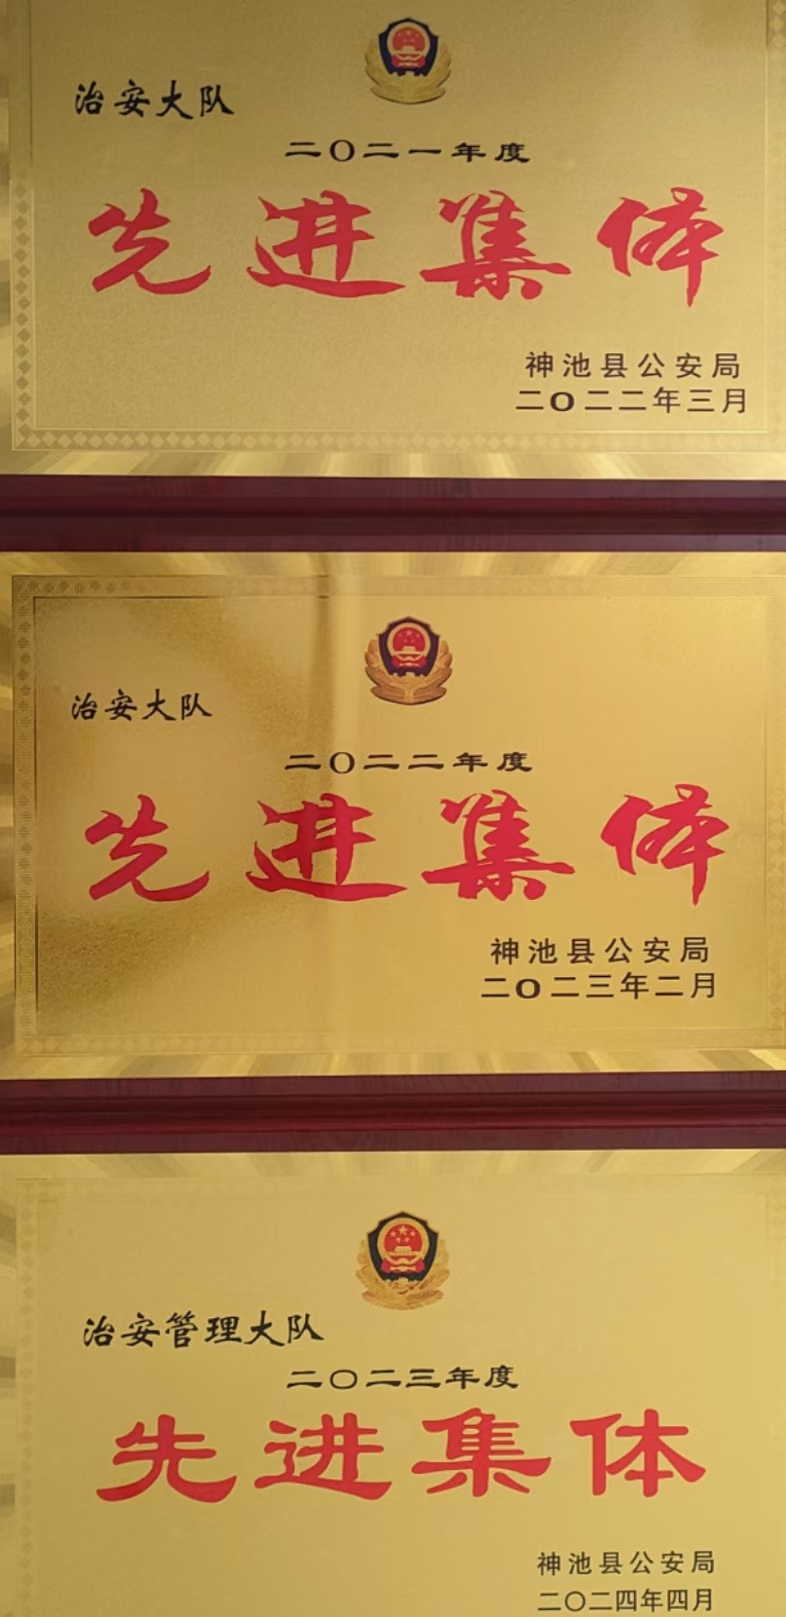 治安大队
二〇二一年度
先进集体
神池县公安局
二〇二二年三月
治安大队
二〇二二年度
先进集体
神池县公安局
二〇二三年二月
治安管理大队
二〇二三年度
先进集体
神池县公安局
二〇二四年四月